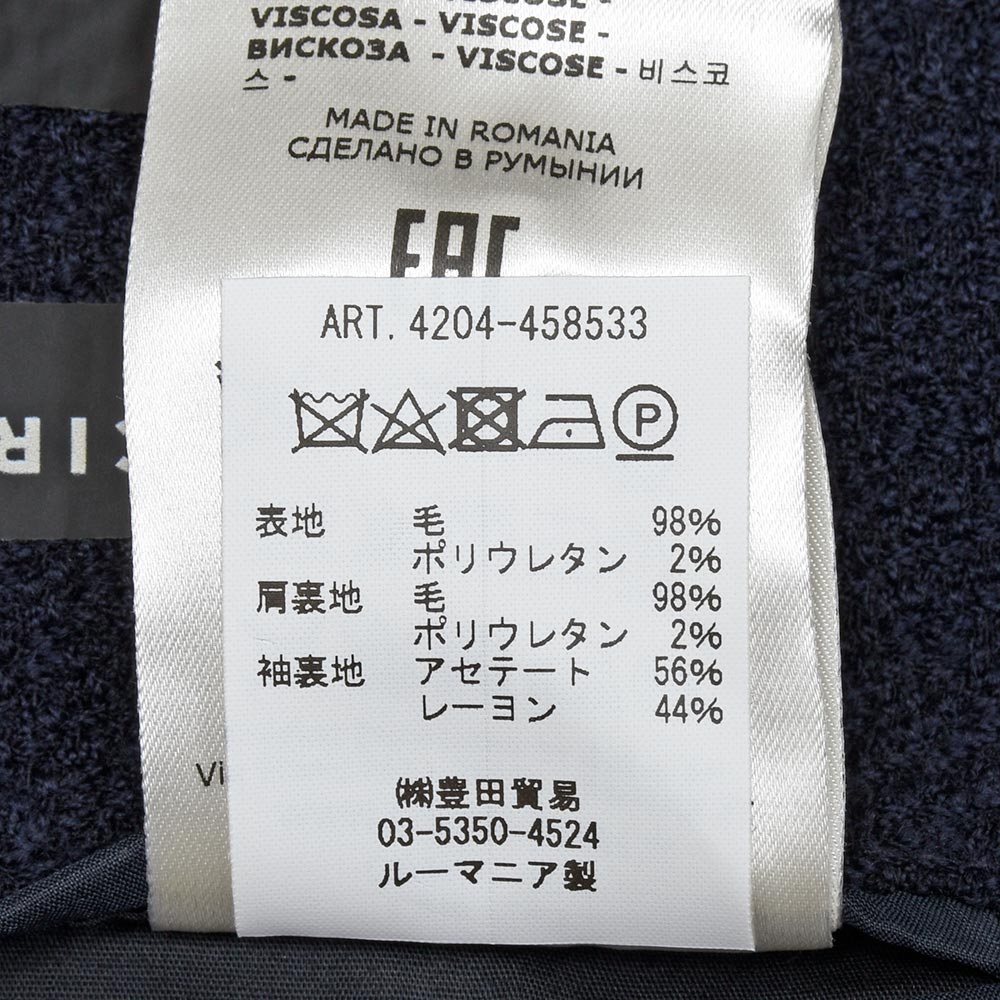 VISCOSA - VISCOSE -
ВИСКОЗА - VISCOSE - 비스코
스 -
MADE IN ROMANIA
СДЕЛАНО В РУМЫНИИ
EAC
ART. 4204-458533
P
表地 毛 98%
ポリウレタン 2%
肩裏地 毛 98%
ポリウレタン 2%
袖裏地 アセテート 56%
レーヨン 44%
㈱豊田貿易
03-5350-4524
ルーマニア製